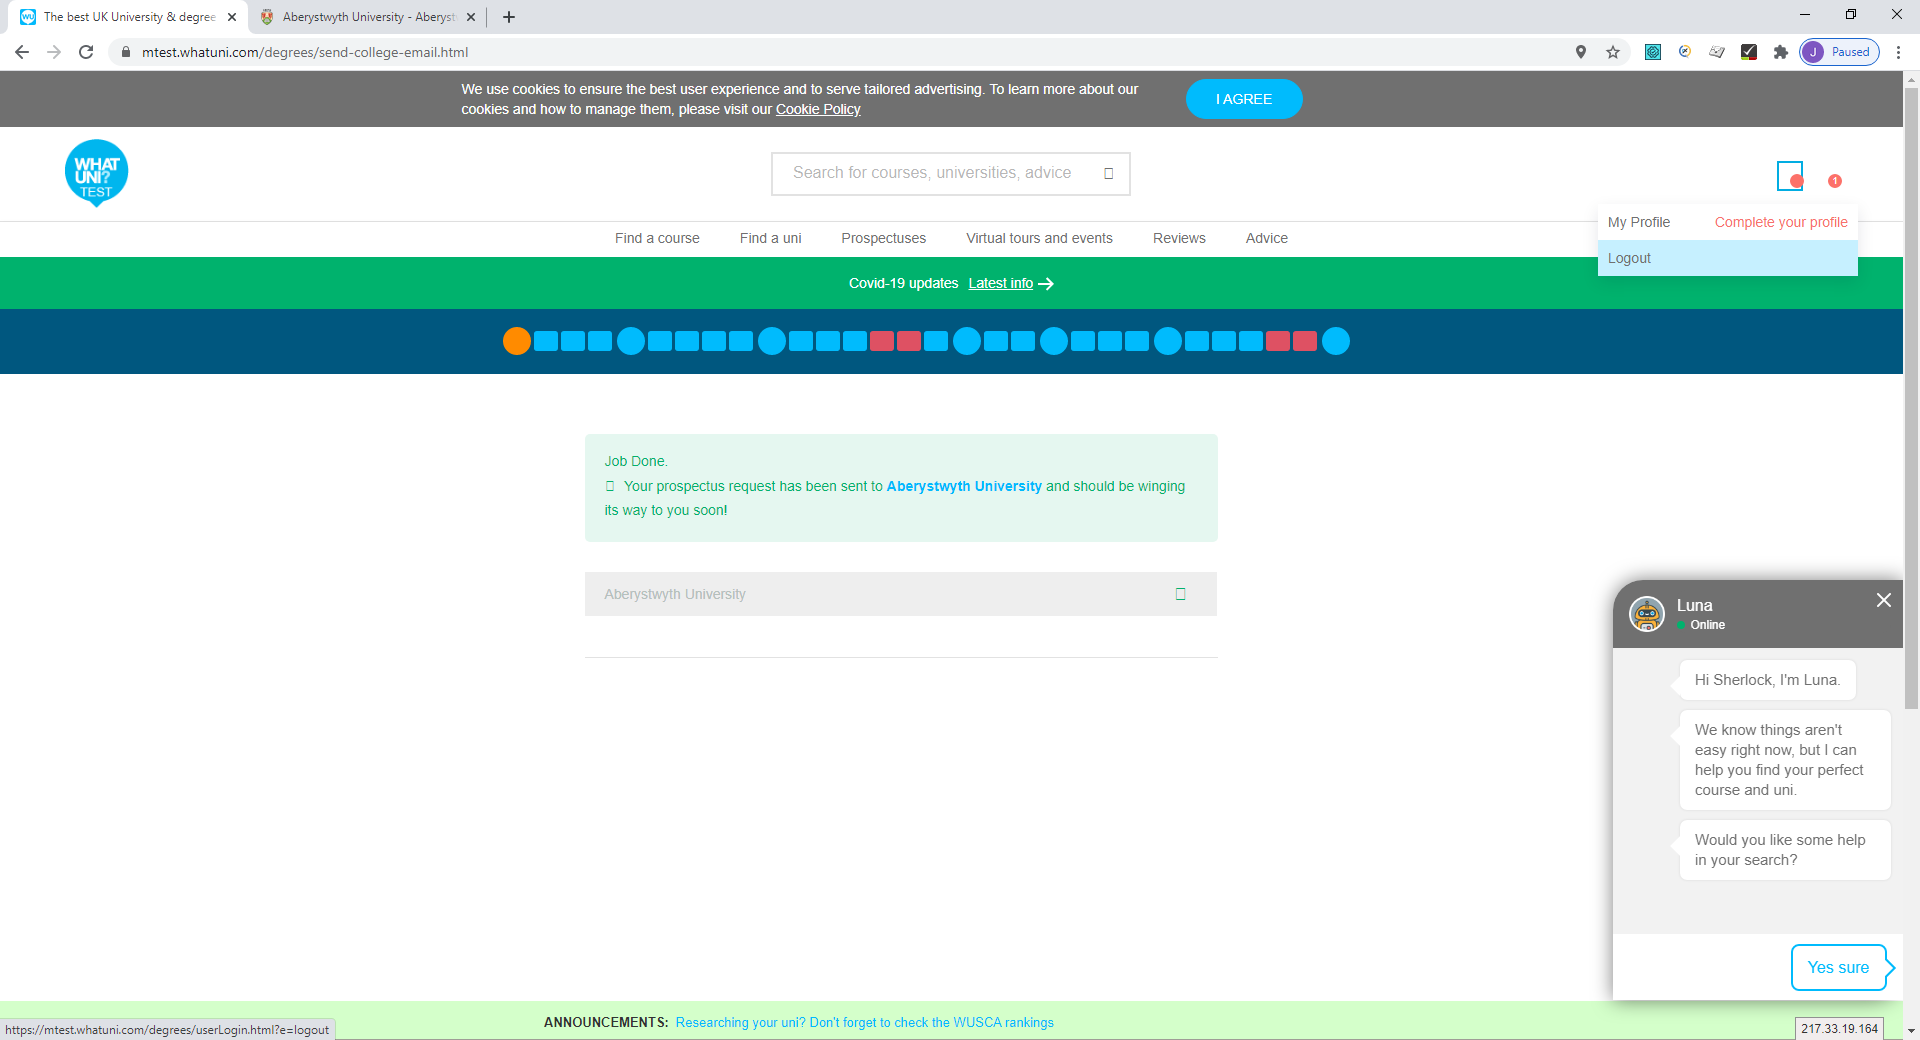 The best UK University & degree
Aberystwyth University - Aberyst
mtest.whatuni.com/degrees/send-college-email.html
J Paused
We use cookies to ensure the best user experience and to serve tailored advertising. To learn more about our
cookies and how to manage them, please visit our Cookie Policy
I AGREE
WHAT
UNI?
TEST
Search for courses, universities, advice
1
My Profile Complete your profile
Logout
Find a course Find a uni Prospectuses Virtual tours and events Reviews Advice
Covid-19 updates Latest info
Job Done.
Your prospectus request has been sent to Aberystwyth University and should be winging
its way to you soon!
Aberystwyth University
Luna
Online
Hi Sherlock, I'm Luna.
We know things aren't
easy right now, but I can
help you find your perfect
course and uni.
Would you like some help
in your search?
Yes sure
ANNOUNCEMENTS: Researching your uni? Don't forget to check the WUSCA rankings
https://mtest.whatuni.com/degrees/userLogin.html?e=logout
217.33.19.164